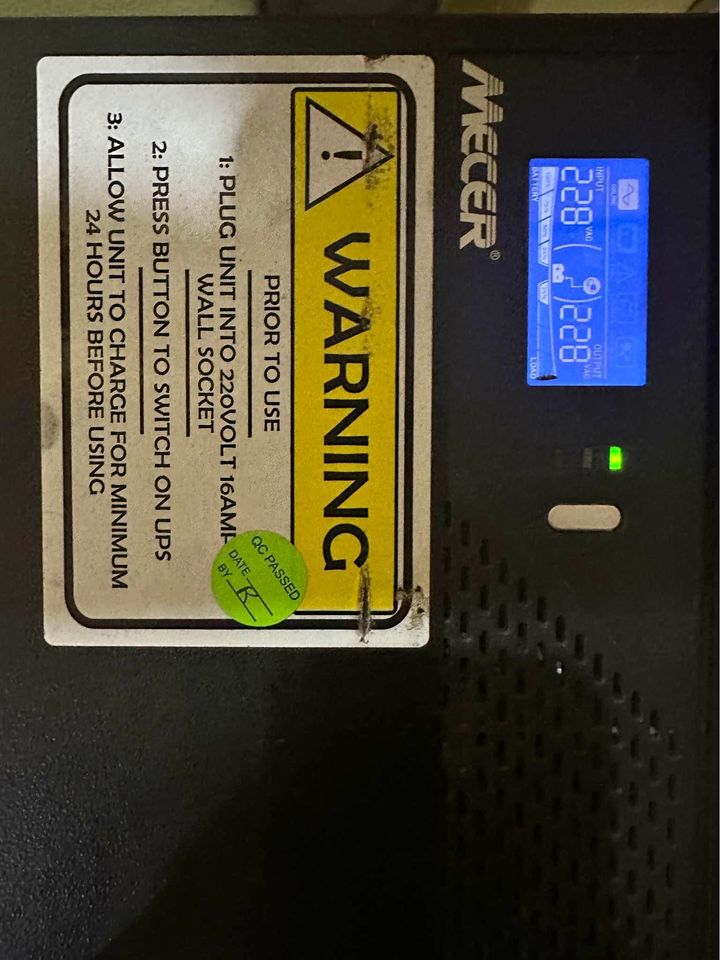 MECER®
INPUT
OUTPUT
228 VAC
228 VAC
BATTERY
LOAD
WARNING
PRIOR TO USE
1: PLUG UNIT INTO 220VOLT 16AMP
WALL SOCKET
2: PRESS BUTTON TO SWITCH ON UPS
3: ALLOW UNIT TO CHARGE FOR MINIMUM
24 HOURS BEFORE USING
QC PASSED
DATE
BY R